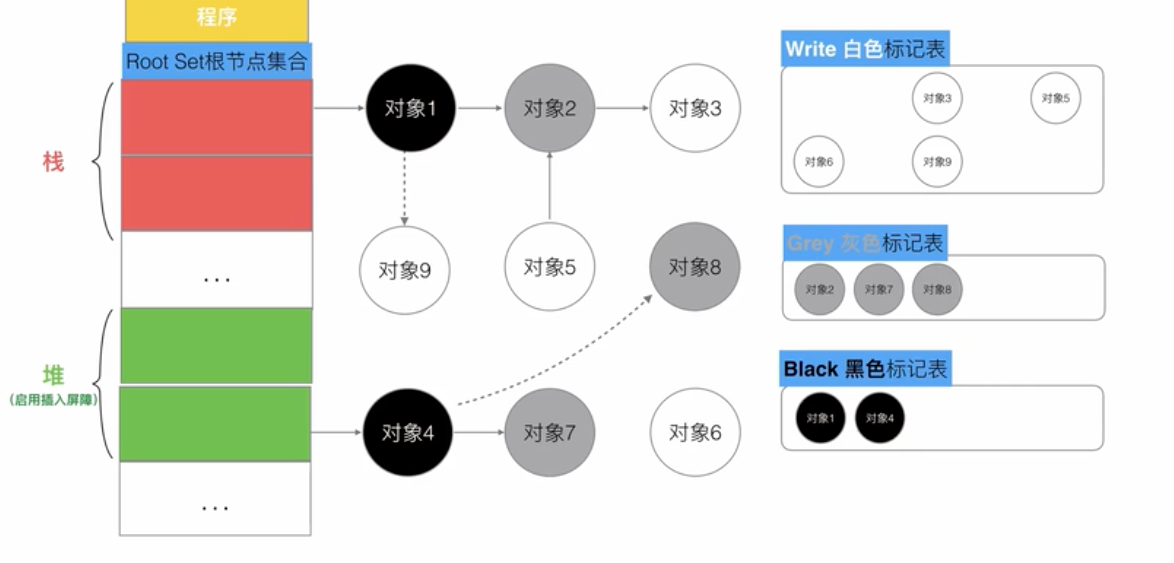 程序
Root Set根节点集合
栈
...
堆
(启用插入屏障)
...
对象1
对象2
对象3
对象9
对象5
对象8
对象4
对象7
对象6
Write 白色标记表
对象3
对象5
对象6
对象9
Grey 灰色标记表
对象2
对象7
对象8
Black 黑色标记表
对象1
对象4